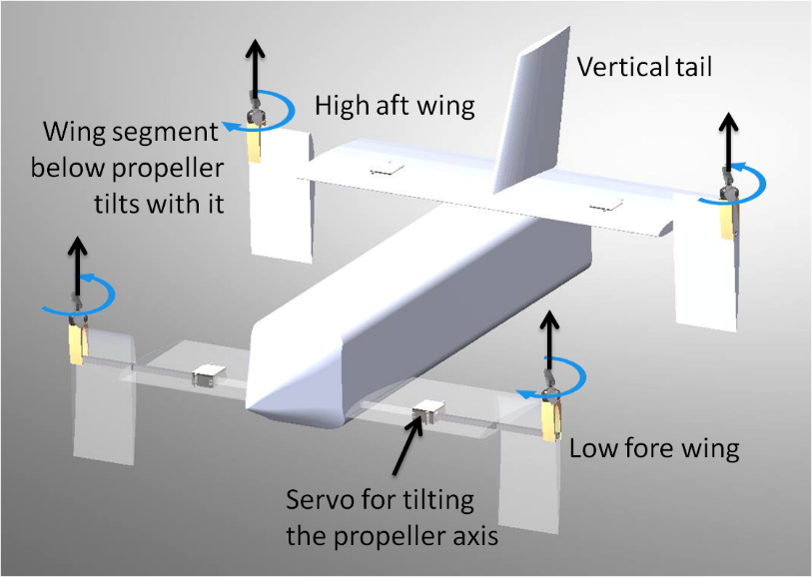 Vertical tail
High aft wing
Wing segment
below propeller
tilts with it
Low fore wing
Servo for tilting
the propeller axis